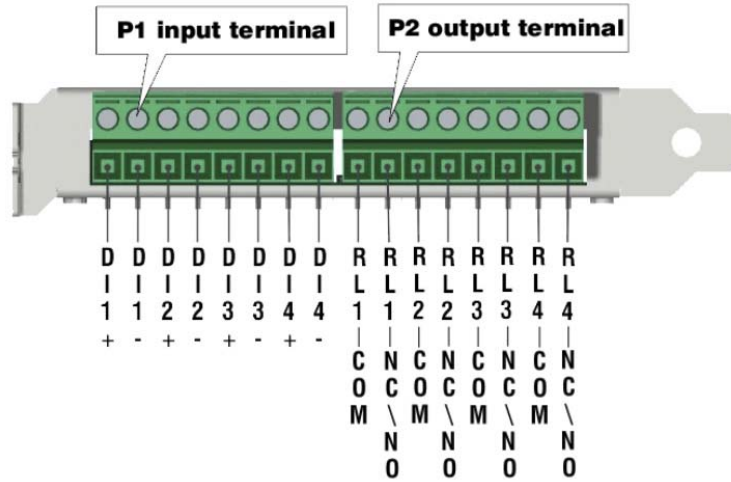 P1 input terminal
P2 output terminal
DI1+
DI1-
DI2+
DI2-
DI3+
DI3-
DI4+
DI4-
RL1—COM
RL1—NC\NO
RL2—COM
RL2—NC\NO
RL3—COM
RL3—NC\NO
RL4—COM
RL4—NC\NO